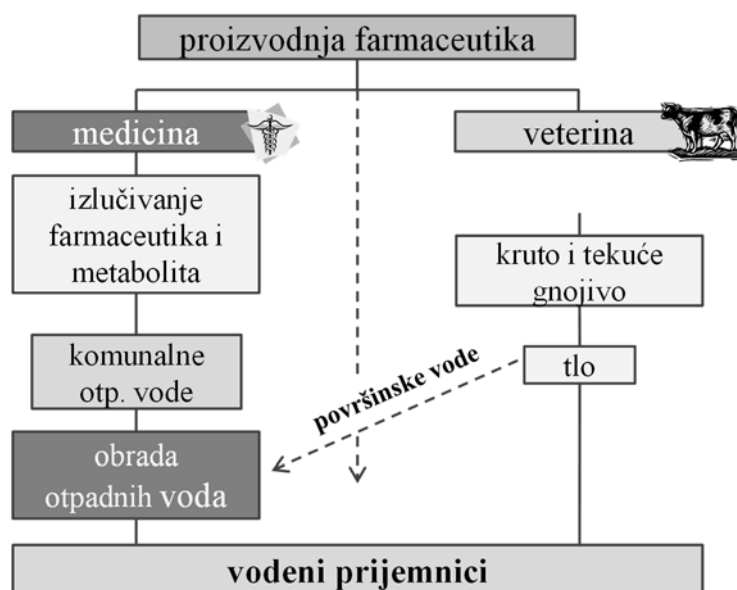 proizvodnja farmaceutika
medicina
veterina
izlučivanje
farmaceutika i
metabolita
kruto i tekuće
gnojivo
komunalne
otp. vode
površinske vode
tlo
obrada
otpadnih voda
vodeni prijemnici